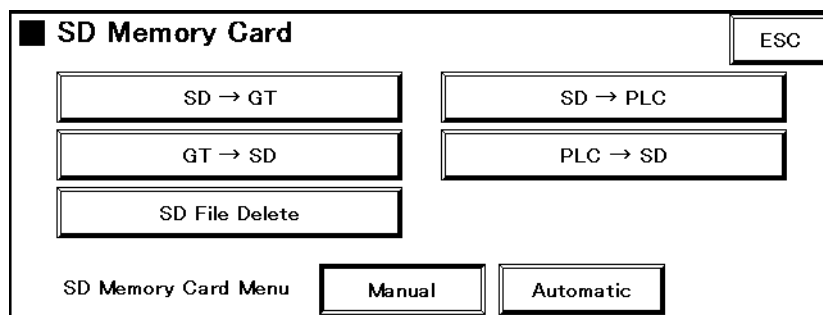 ■ SD Memory Card
ESC
SD → GT
SD → PLC
GT → SD
PLC → SD
SD File Delete
SD Memory Card Menu
Manual
Automatic